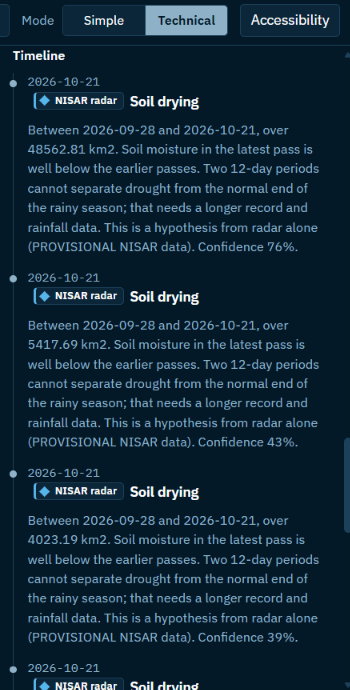 Mode Simple Technical Accessibility
Timeline
2026-10-21
NISAR radar Soil drying
Between 2026-09-28 and 2026-10-21, over
48562.81 km2. Soil moisture in the latest pass is
well below the earlier passes. Two 12-day periods
cannot separate drought from the normal end of
the rainy season; that needs a longer record and
rainfall data. This is a hypothesis from radar alone
(PROVISIONAL NISAR data). Confidence 76%.
2026-10-21
NISAR radar Soil drying
Between 2026-09-28 and 2026-10-21, over
5417.69 km2. Soil moisture in the latest pass is
well below the earlier passes. Two 12-day periods
cannot separate drought from the normal end of
the rainy season; that needs a longer record and
rainfall data. This is a hypothesis from radar alone
(PROVISIONAL NISAR data). Confidence 43%.
2026-10-21
NISAR radar Soil drying
Between 2026-09-28 and 2026-10-21, over
4023.19 km2. Soil moisture in the latest pass is
well below the earlier passes. Two 12-day periods
cannot separate drought from the normal end of
the rainy season; that needs a longer record and
rainfall data. This is a hypothesis from radar alone
(PROVISIONAL NISAR data). Confidence 39%.
2026-10-21
NISAR radar Soil drying